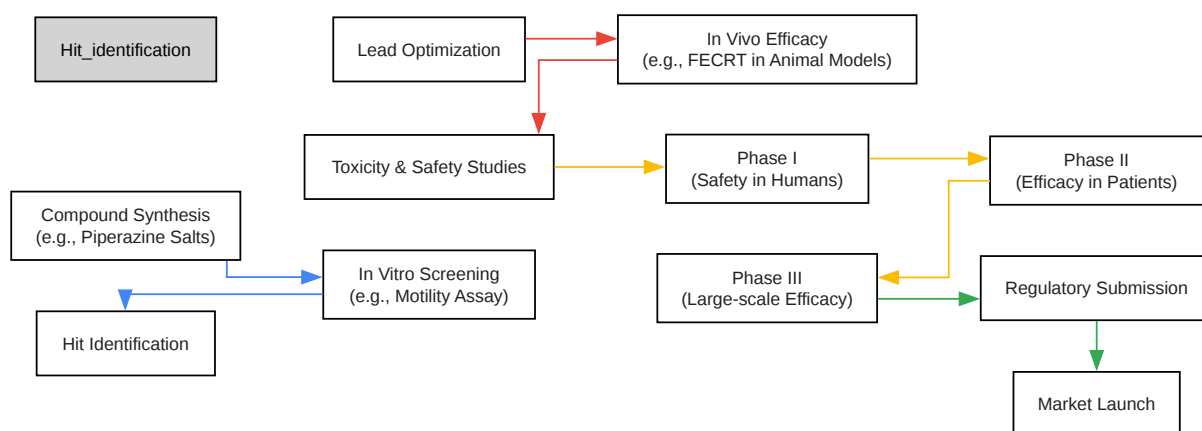 Hit_identification
Lead Optimization
In Vivo Efficacy
(e.g., FECRT in Animal Models)
Toxicity & Safety Studies
Phase I
(Safety in Humans)
Phase II
(Efficacy in Patients)
Compound Synthesis
(e.g., Piperazine Salts)
In Vitro Screening
(e.g., Motility Assay)
Phase III
(Large-scale Efficacy)
Regulatory Submission
Hit Identification
Market Launch